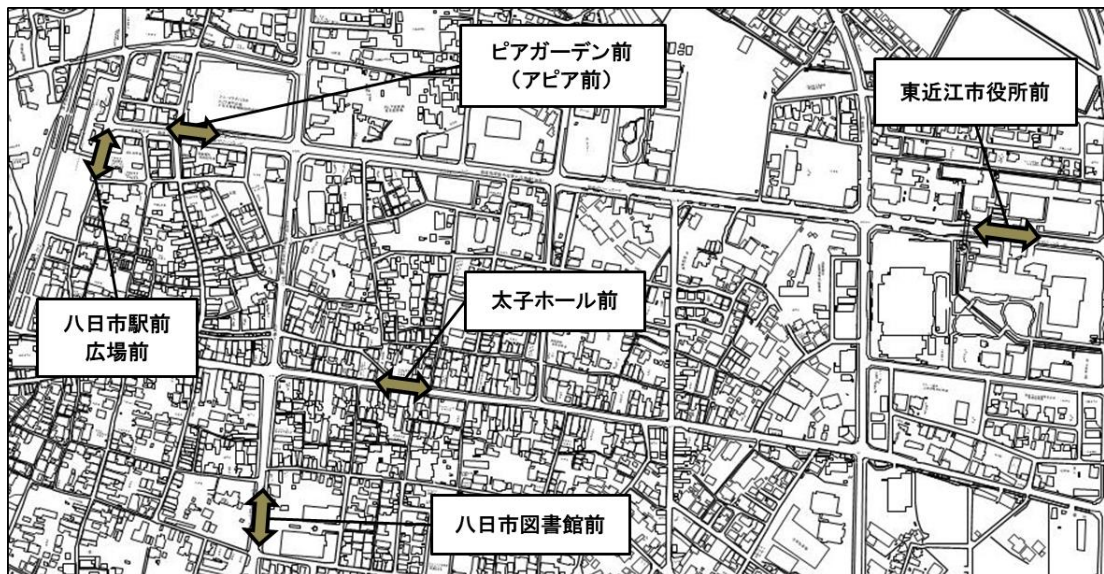 ピアガーデン前
（アピア前）
東近江市役所前
太子ホール前
八日市駅前
広場前
八日市図書館前